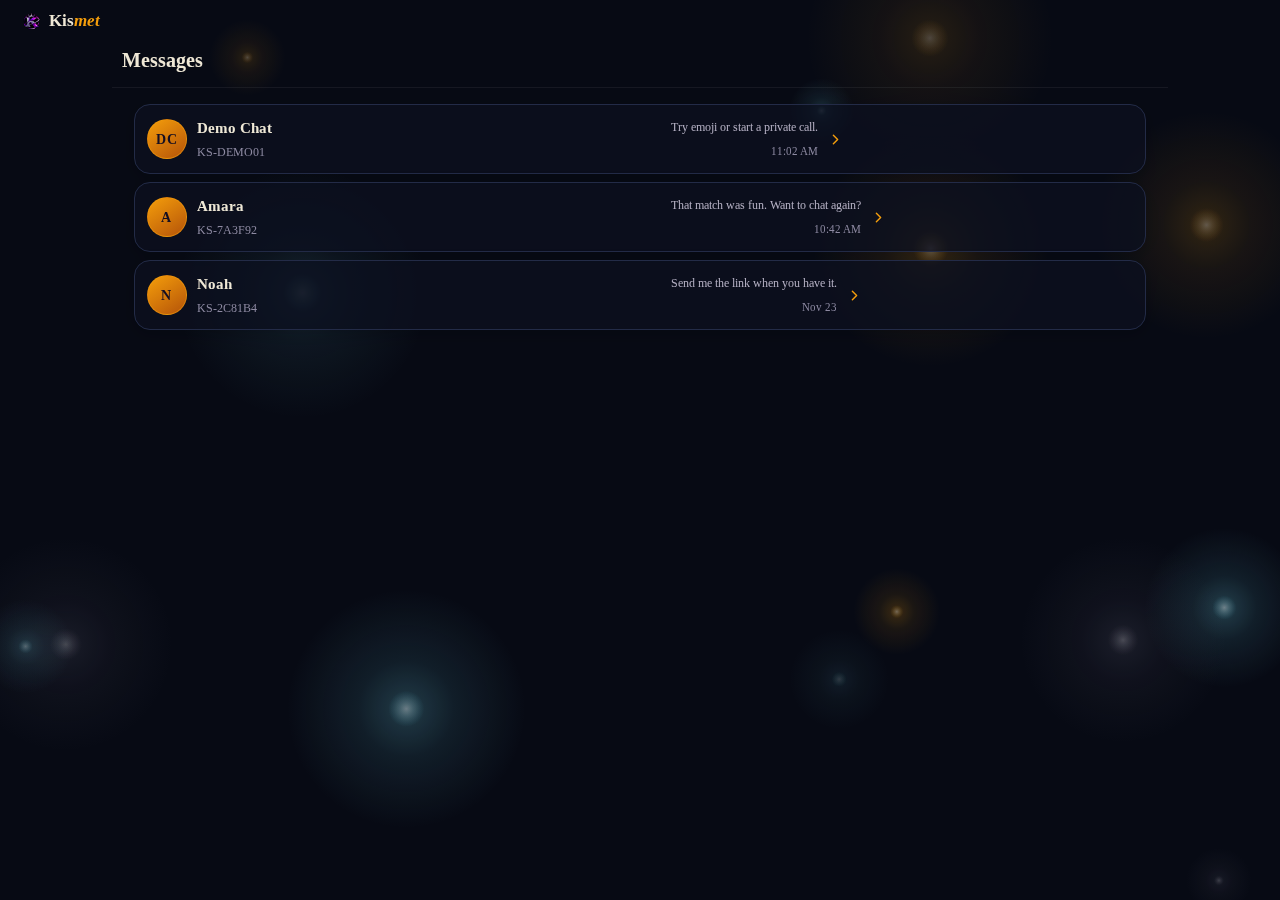 Kismet
Messages
DC
Demo Chat
KS-DEMO01
Try emoji or start a private call.
11:02 AM
A
Amara
KS-7A3F92
That match was fun. Want to chat again?
10:42 AM
N
Noah
KS-2C81B4
Send me the link when you have it.
Nov 23